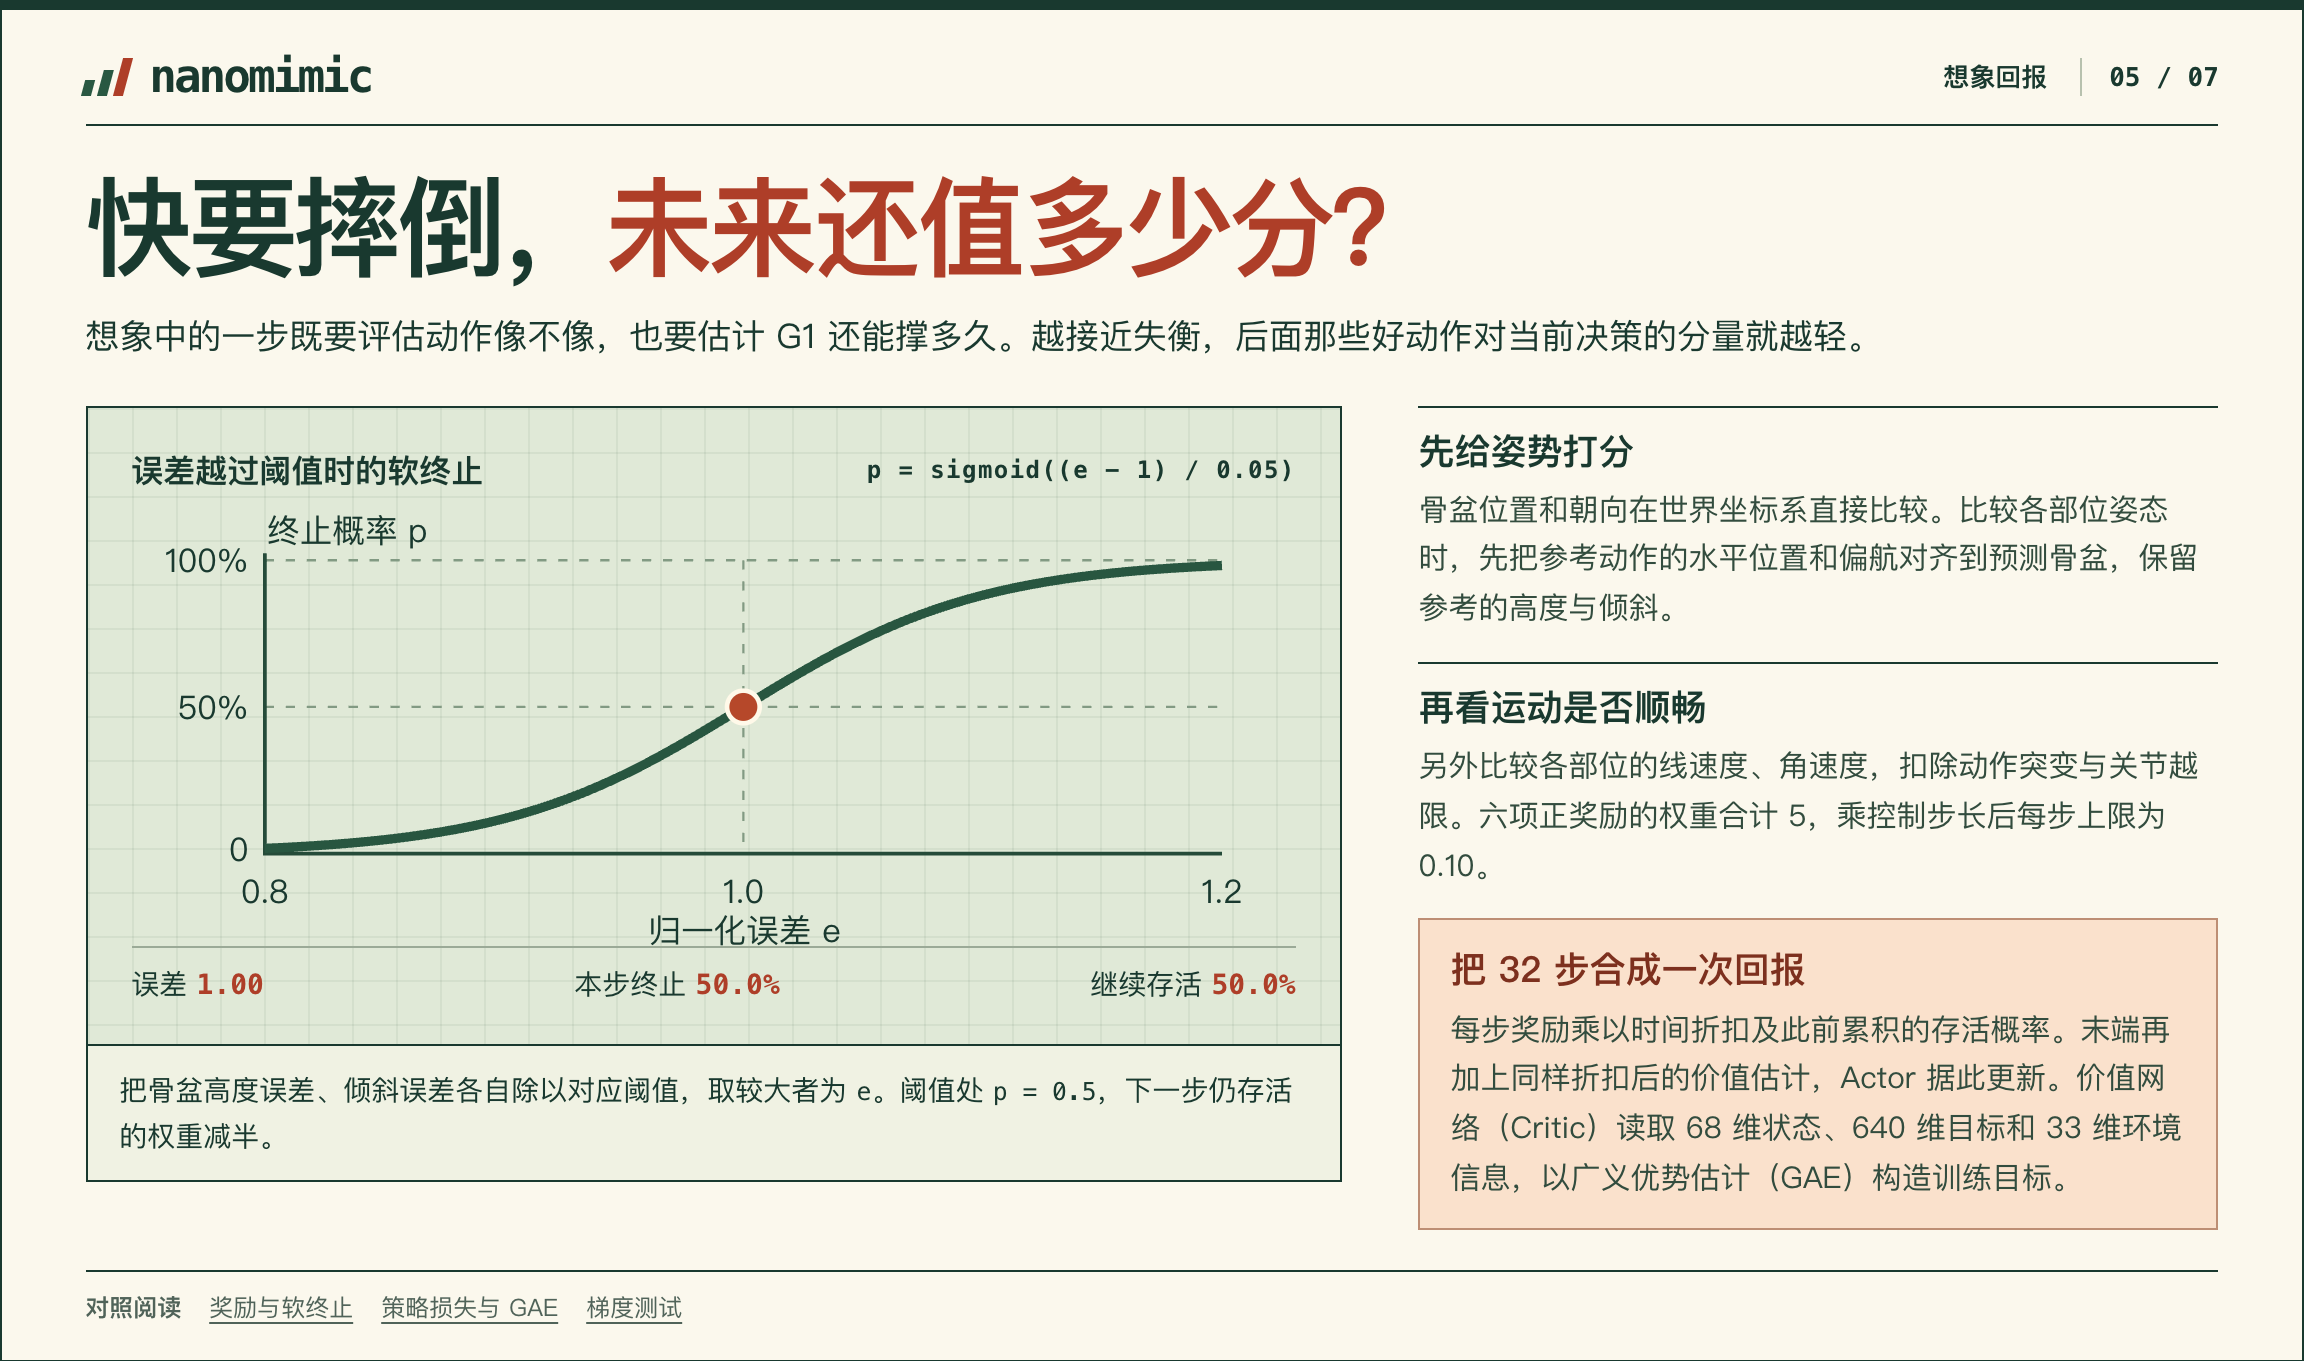 nanomimic
想象回报
05 / 07
快要摔倒，未来还值多少分？
想象中的一步既要评估动作像不像，也要估计 G1 还能撑多久。越接近失衡，后面那些好动作对当前决策的分量就越轻。
误差越过阈值时的软终止
p = sigmoid((e − 1) / 0.05)
终止概率 p
100%
50%
0
0.8
1.0
1.2
归一化误差 e
误差 1.00
本步终止 50.0%
继续存活 50.0%
把骨盆高度误差、倾斜误差各自除以对应阈值，取较大者为 e。阈值处 p = 0.5，下一步仍存活
的权重减半。
先给姿势打分
骨盆位置和朝向在世界坐标系直接比较。比较各部位姿态
时，先把参考动作的水平位置和偏航对齐到预测骨盆，保留
参考的高度与倾斜。
再看运动是否顺畅
另外比较各部位的线速度、角速度，扣除动作突变与关节越
限。六项正奖励的权重合计 5，乘控制步长后每步上限为
0.10。
把 32 步合成一次回报
每步奖励乘以时间折扣及此前累积的存活概率。末端再
加上同样折扣后的价值估计，Actor 据此更新。价值网
络（Critic）读取 68 维状态、640 维目标和 33 维环境
信息，以广义优势估计（GAE）构造训练目标。
对照阅读
奖励与软终止
策略损失与 GAE
梯度测试